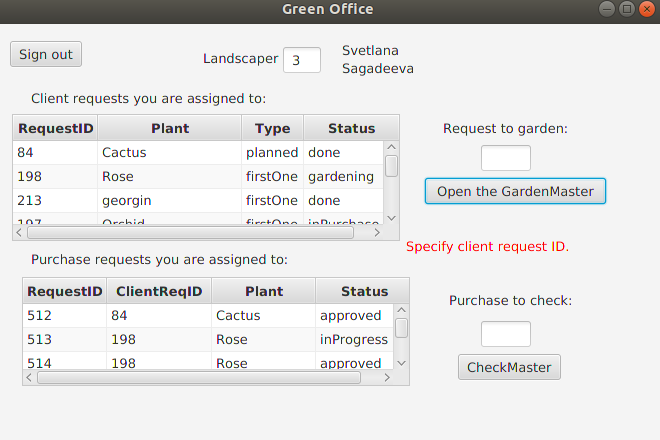 Green Office
Sign out
Landscaper 3
Svetlana
Sagadeeva
Client requests you are assigned to:
RequestID Plant Type Status
84 Cactus planned done
198 Rose firstOne gardening
213 georgin firstOne done
197 Orchid firstOne inPurchase
Request to garden:
Open the GardenMaster
Specify client request ID.
Purchase requests you are assigned to:
RequestID ClientReqID Plant Status
512 84 Cactus approved
513 198 Rose inProgress
514 198 Rose approved
Purchase to check:
CheckMaster